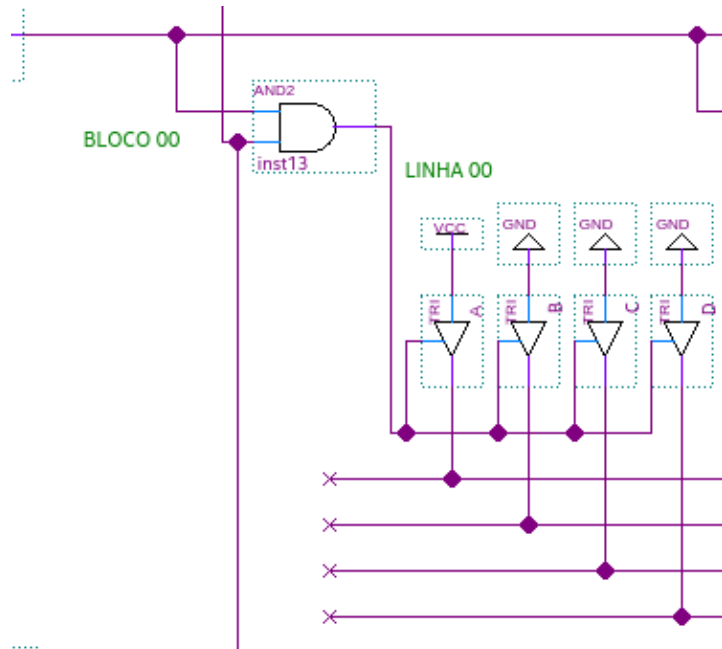 AND2
BLOCO 00
inst13
LINHA 00
VCC
GND
GND
GND
TRI
A
TRI
B
TRI
C
TRI
D